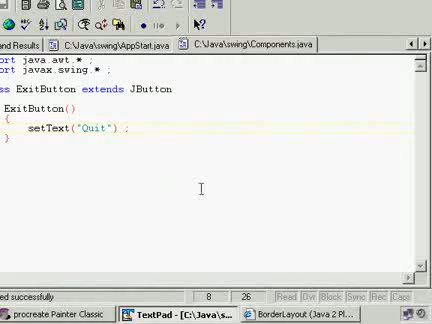 and Results C:\Java\swing\AppStart.java C:\Java\swing\Components.java
ort java.awt.* ;
ort javax.swing.* ;
ss ExitButton extends JButton
ExitButton()
{
setText("Quit") ;
}
ed successfully 8 26 Read Ovr Block Sync Rec Caps
procreate Painter Classic TextPad - [C:\Java\s... BorderLayout (Java 2 Pl...